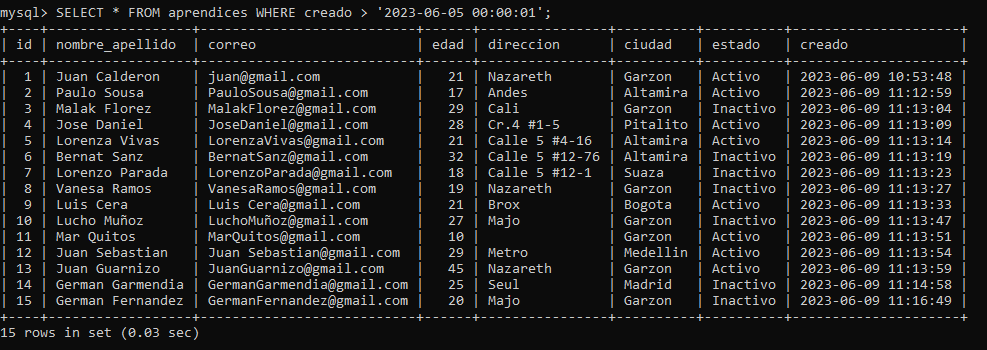 mysql> SELECT * FROM aprendices WHERE creado > '2023-06-05 00:00:01';
+----+------------------+---------------------------+------+---------------+----------+----------+---------------------+
| id | nombre_apellido  | correo                    | edad | direccion     | ciudad   | estado   | creado              |
+----+------------------+---------------------------+------+---------------+----------+----------+---------------------+
|  1 | Juan Calderon    | juan@gmail.com            |   21 | Nazareth      | Garzon   | Activo   | 2023-06-09 10:53:48 |
|  2 | Paulo Sousa      | PauloSousa@gmail.com      |   17 | Andes         | Altamira | Activo   | 2023-06-09 11:12:59 |
|  3 | Malak Florez     | MalakFlorez@gmail.com     |   29 | Cali          | Garzon   | Inactivo | 2023-06-09 11:13:04 |
|  4 | Jose Daniel      | JoseDaniel@gmail.com      |   28 | Cr.4 #1-5     | Pitalito | Activo   | 2023-06-09 11:13:09 |
|  5 | Lorenza Vivas    | LorenzaVivas@gmail.com    |   21 | Calle 5 #4-16 | Altamira | Activo   | 2023-06-09 11:13:14 |
|  6 | Bernat Sanz      | BernatSanz@gmail.com      |   32 | Calle 5 #12-76 | Altamira | Inactivo | 2023-06-09 11:13:19 |
|  7 | Lorenzo Parada   | LorenzoParada@gmail.com   |   18 | Calle 5 #12-1 | Suaza    | Inactivo | 2023-06-09 11:13:23 |
|  8 | Vanesa Ramos     | VanesaRamos@gmail.com     |   19 | Nazareth      | Garzon   | Inactivo | 2023-06-09 11:13:27 |
|  9 | Luis Cera        | Luis Cera@gmail.com       |   21 | Brox          | Bogota   | Activo   | 2023-06-09 11:13:33 |
| 10 | Lucho Muñoz      | LuchoMuñoz@gmail.com      |   27 | Majo          | Garzon   | Inactivo | 2023-06-09 11:13:47 |
| 11 | Mar Quitos       | MarQuitos@gmail.com       |   10 |               | Garzon   | Activo   | 2023-06-09 11:13:51 |
| 12 | Juan Sebastian   | Juan Sebastian@gmail.com  |   29 | Metro         | Medellin | Activo   | 2023-06-09 11:13:54 |
| 13 | Juan Guarnizo    | JuanGuarnizo@gmail.com    |   45 | Nazareth      | Garzon   | Activo   | 2023-06-09 11:13:59 |
| 14 | German Garmendia | GermanGarmendia@gmail.com |   25 | Seul          | Madrid   | Inactivo | 2023-06-09 11:14:58 |
| 15 | German Fernandez | GermanFernandez@gmail.com |   20 | Majo          | Garzon   | Inactivo | 2023-06-09 11:16:49 |
+----+------------------+---------------------------+------+---------------+----------+----------+---------------------+
15 rows in set (0.03 sec)